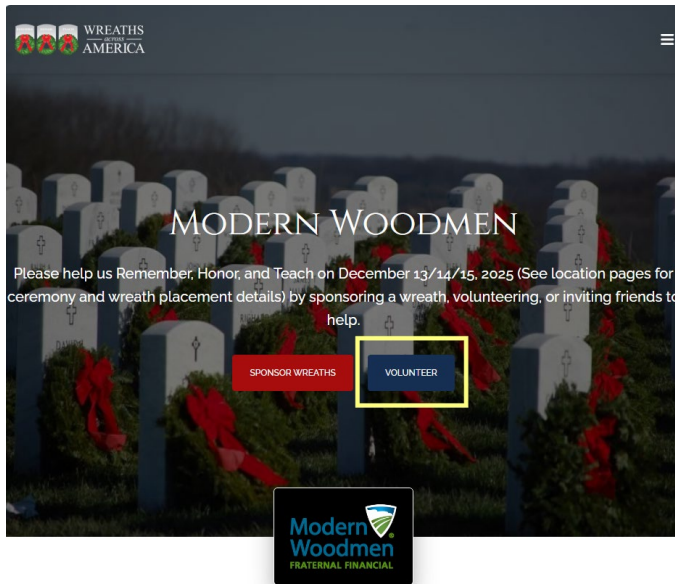 WREATHS
across
AMERICA
MODERN WOODMEN
Please help us Remember, Honor, and Teach on December 13/14/15, 2025 (See location pages for
ceremony and wreath placement details) by sponsoring a wreath, volunteering, or inviting friends to
help.
SPONSOR WREATHS
VOLUNTEER
Modern
Woodmen
FRATERNAL FINANCIAL